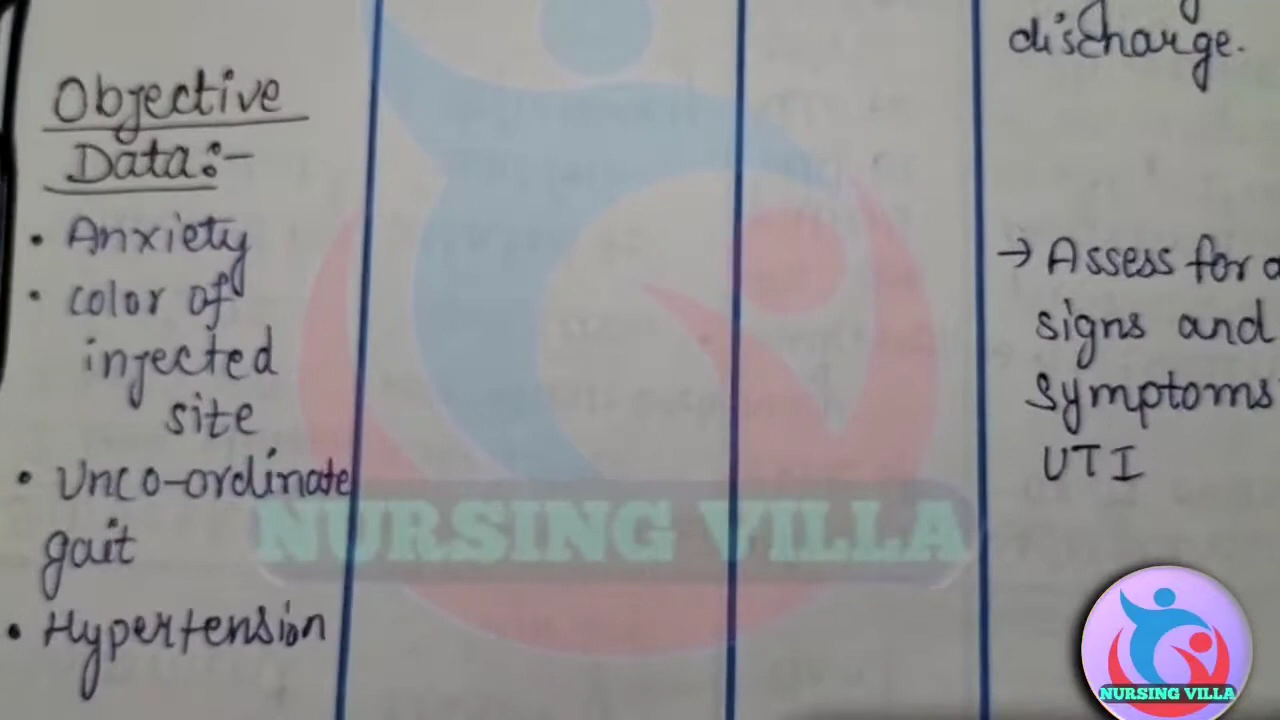 Objective
Data:-
• Anxiety
• color of
injected
site
• Unco-ordinate
gait
• Hypertension
discharge.
→ Assess for
signs and
symptoms
UTI
NURSING VILLA
NURSING VILLA